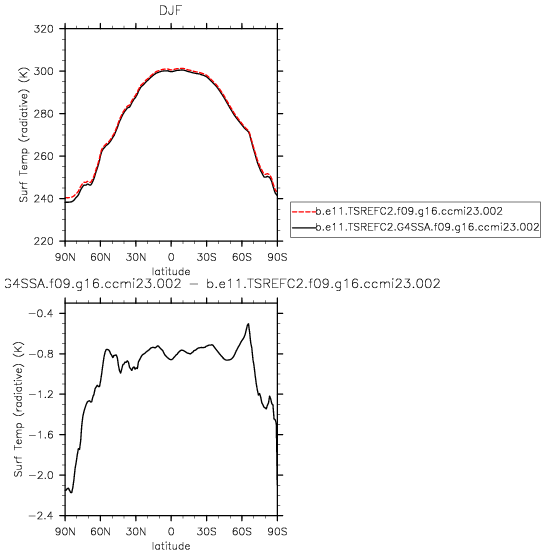 DJF
320
300
280
260
240
220
Surf Temp (radiative) (K)
90N 60N 30N 0 30S 60S 90S
latitude
b.e11.TSREFC2.f09.g16.ccmi23.002
b.e11.TSREFC2.G4SSA.f09.g16.ccmi23.002
G4SSA.f09.g16.ccmi23.002 − b.e11.TSREFC2.f09.g16.ccmi23.002
−0.4
−0.8
−1.2
−1.6
−2.0
−2.4
Surf Temp (radiative) (K)
90N 60N 30N 0 30S 60S 90S
latitude